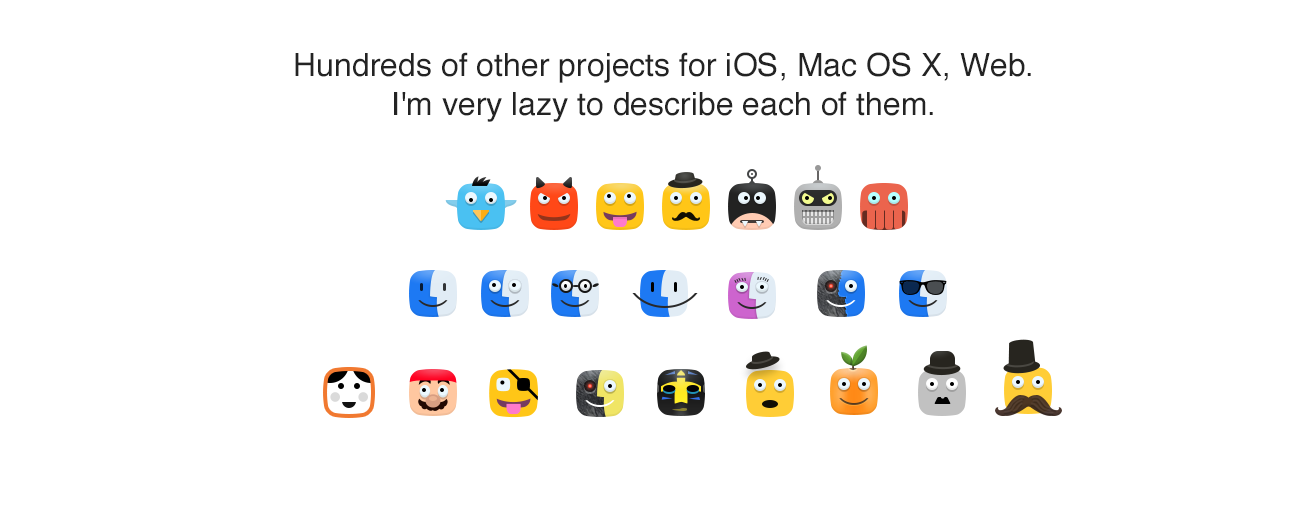 Hundreds of other projects for iOS, Mac OS X, Web.
I'm very lazy to describe each of them.